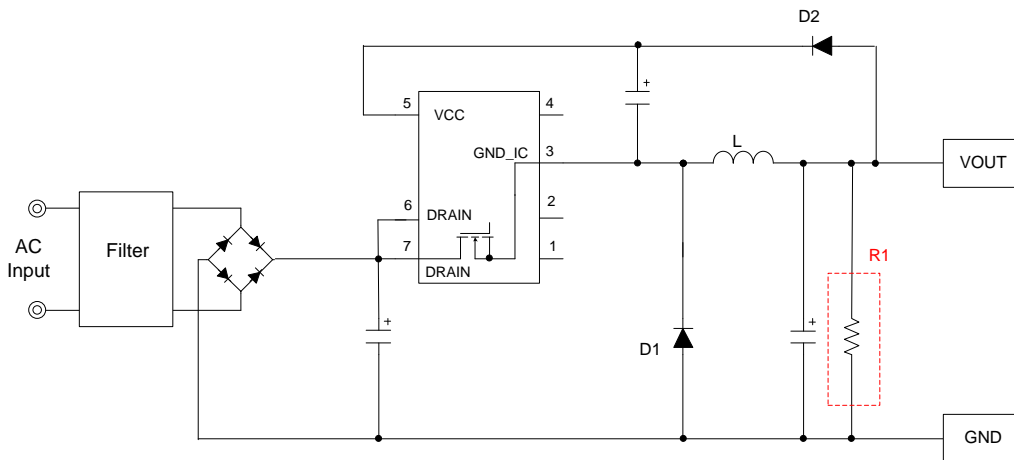 D2
5
VCC
4
GND_IC
3
L
VOUT
6
DRAIN
2
AC
Input
Filter
7
DRAIN
1
R1
D1
GND
+
+
+